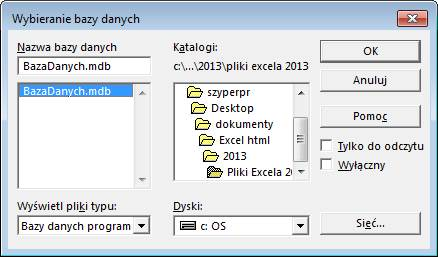 Wybieranie bazy danych
Nazwa bazy danych
BazaDanych.mdb
BazaDanych.mdb
Wyświetl pliki typu:
Bazy danych program
Katalogi:
c:\...\2013\pliki excela 2013
szyperpr
Desktop
dokumenty
Excel html
2013
Pliki Excela 20
Dyski:
c: OS
OK
Anuluj
Pomoc
Tylko do odczytu
Wyłączny
Sieć...